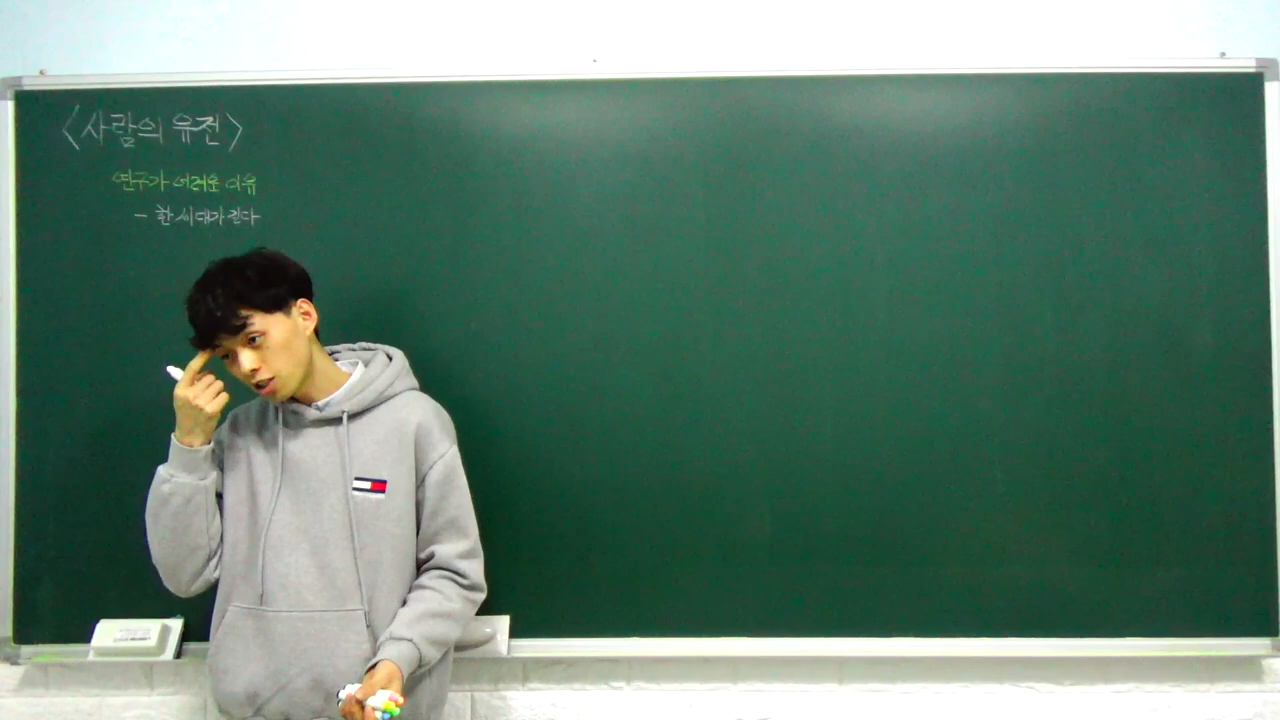 <사람의 유전>
연구가 어려운 이유
- 한 세대가 길다